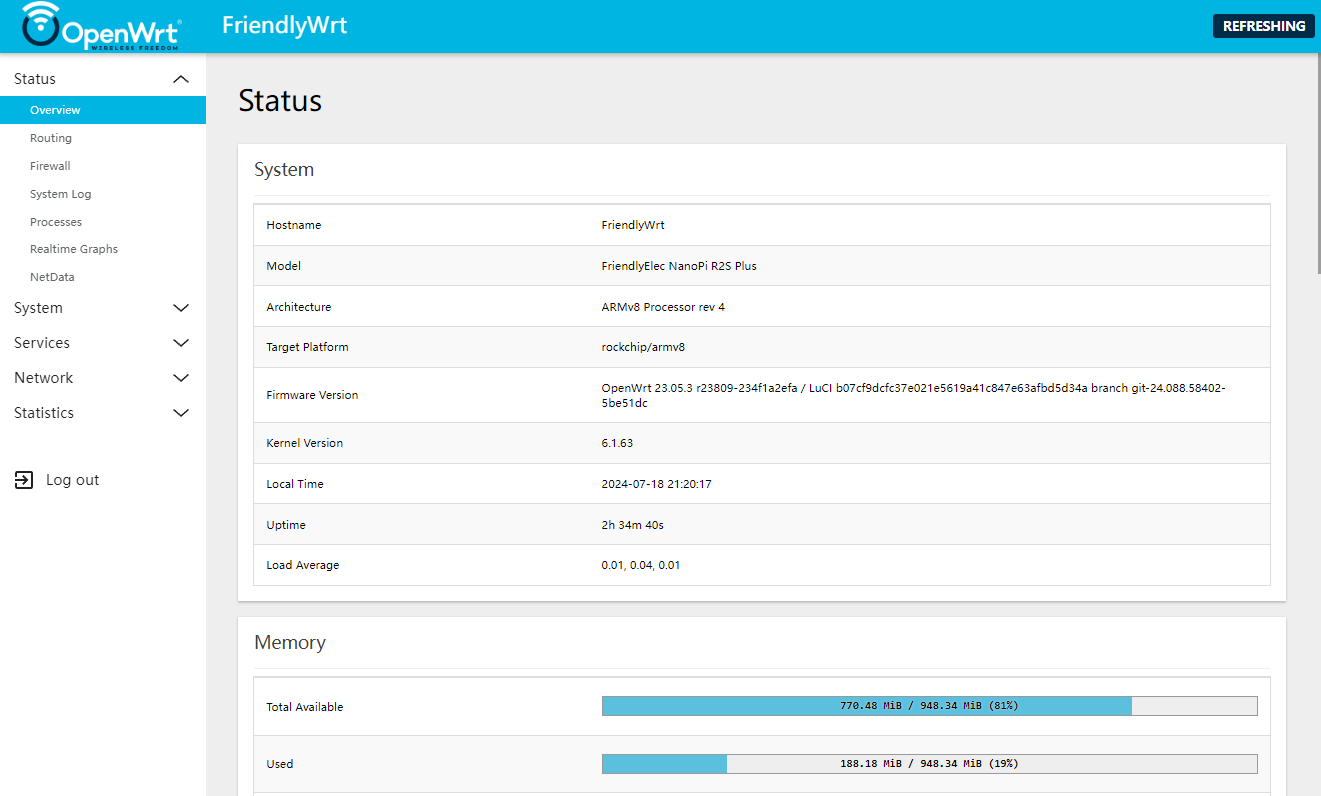 OpenWrt
WIRELESS FREEDOM
FriendlyWrt
REFRESHING
Status
Overview
Routing
Firewall
System Log
Processes
Realtime Graphs
NetData
System
Services
Network
Statistics
Log out
Status
System
Hostname FriendlyWrt
Model FriendlyElec NanoPi R2S Plus
Architecture ARMv8 Processor rev 4
Target Platform rockchip/armv8
Firmware Version OpenWrt 23.05.3 r23809-234f1a2efa / LuCI b07cf9dcfc37e021e5619a41c847e63afbd5d34a branch git-24.088.58402-
5be51dc
Kernel Version 6.1.63
Local Time 2024-07-18 21:20:17
Uptime 2h 34m 40s
Load Average 0.01, 0.04, 0.01
Memory
Total Available 770.48 MiB / 948.34 MiB (81%)
Used 188.18 MiB / 948.34 MiB (19%)